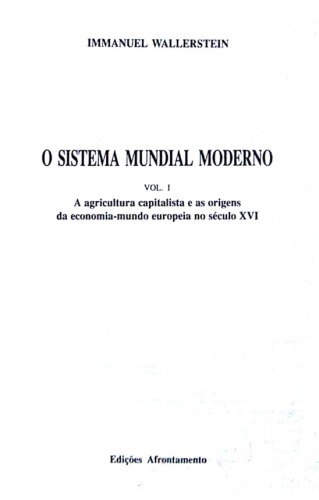 IMMANUEL WALLERSTEIN
O SISTEMA MUNDIAL MODERNO
VOL. I
A agricultura capitalista e as origens
da economia-mundo europeia no século XVI
Edições Afrontamento